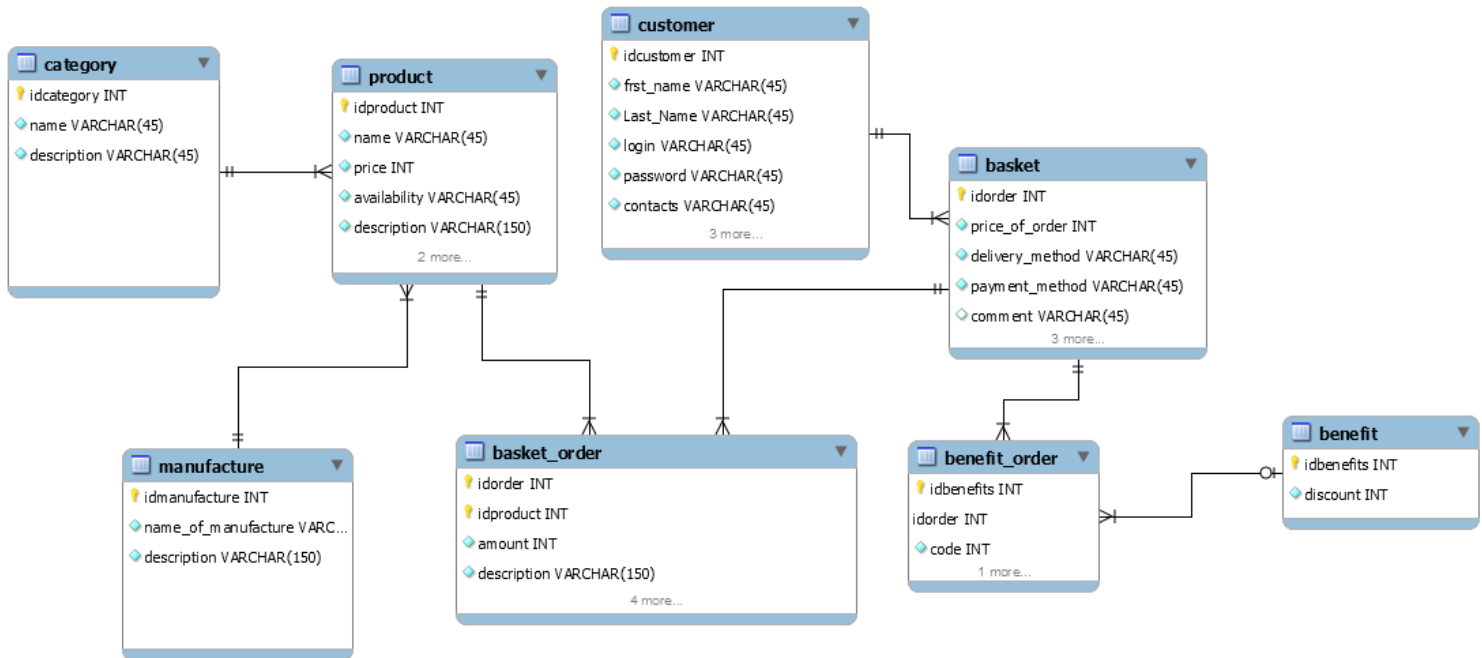 category
idcategory INT
name VARCHAR(45)
description VARCHAR(45)
product
idproduct INT
name VARCHAR(45)
price INT
availability VARCHAR(45)
description VARCHAR(150)
2 more...
customer
idcustomer INT
frst_name VARCHAR(45)
Last_Name VARCHAR(45)
login VARCHAR(45)
password VARCHAR(45)
contacts VARCHAR(45)
3 more...
basket
idorder INT
price_of_order INT
delivery_method VARCHAR(45)
payment_method VARCHAR(45)
comment VARCHAR(45)
3 more...
manufacture
idmanufacture INT
name_of_manufacture VARC...
description VARCHAR(150)
basket_order
idorder INT
idproduct INT
amount INT
description VARCHAR(150)
4 more...
benefit_order
idbenefits INT
idorder INT
code INT
1 more...
benefit
idbenefits INT
discount INT